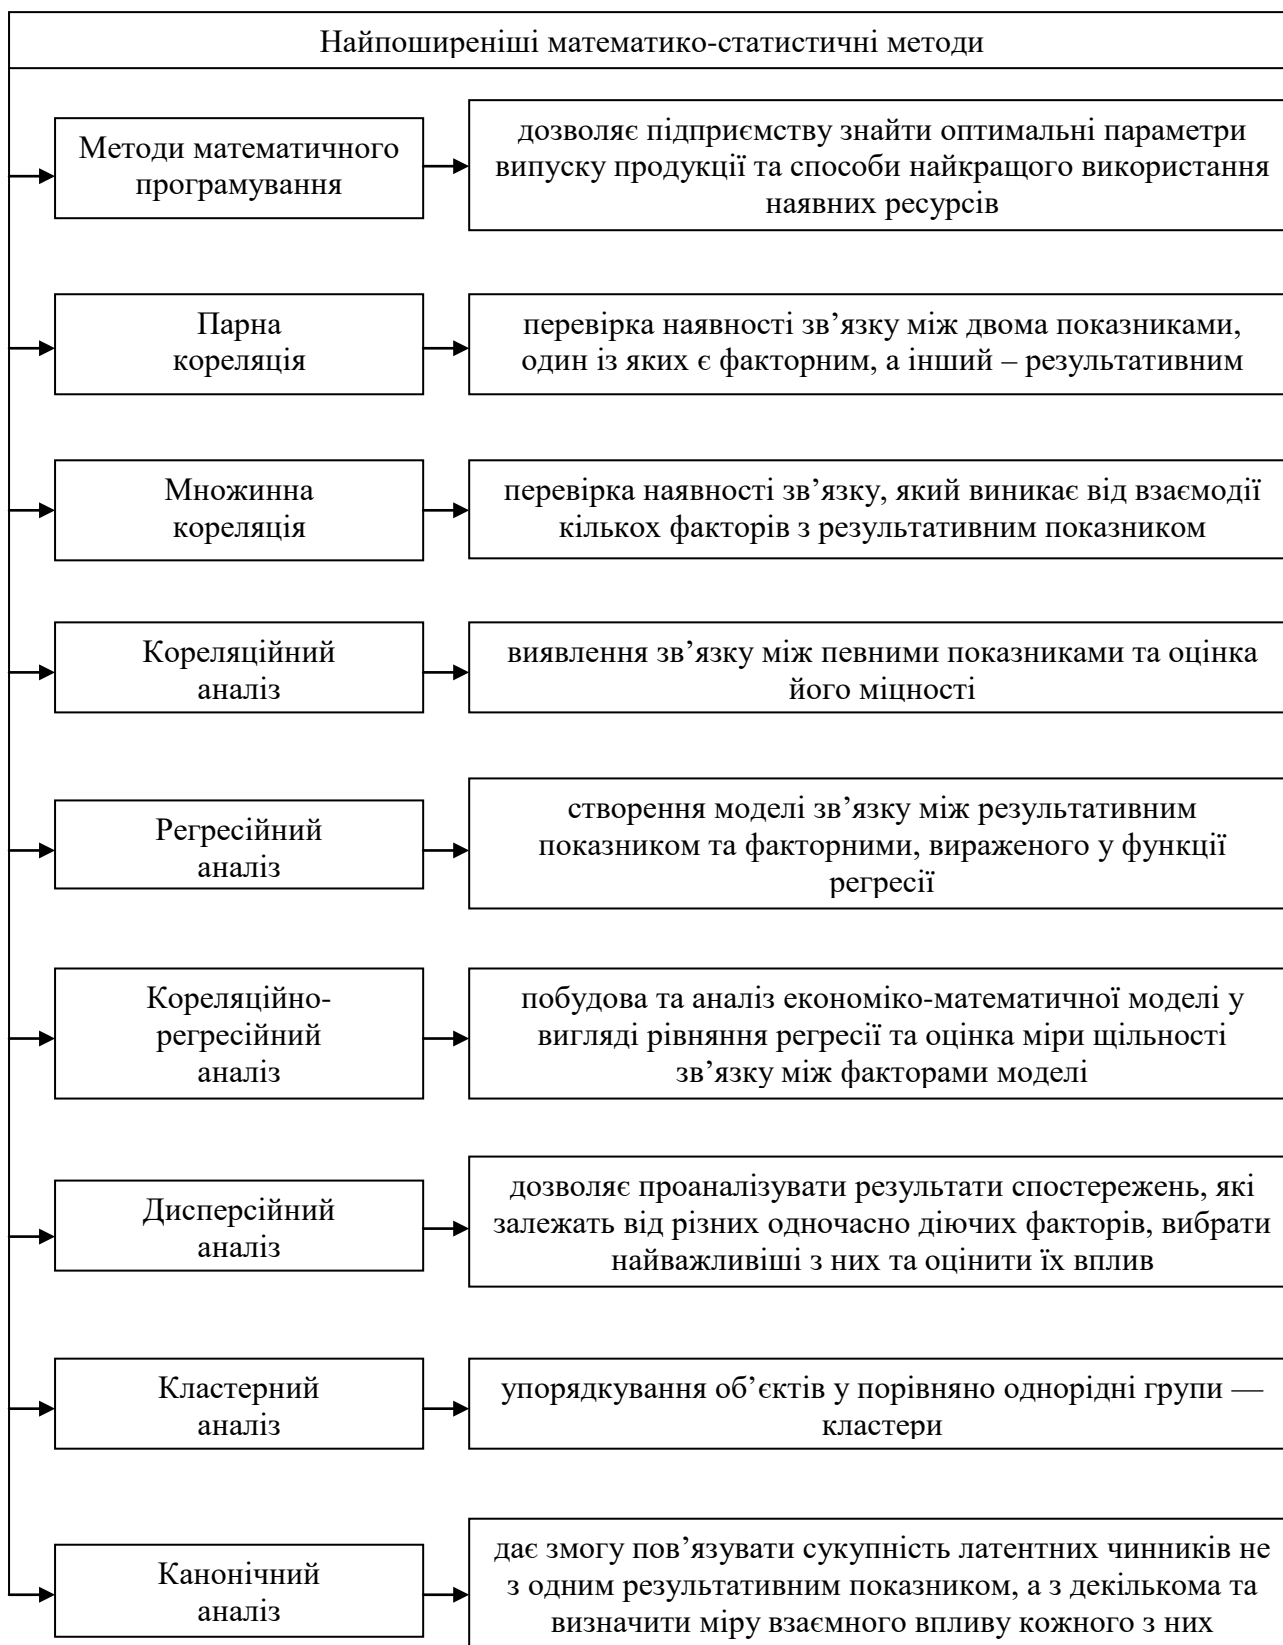 Найпоширеніші математико-статистичні методи
Методи математичного
програмування
дозволяє підприємству знайти оптимальні параметри
випуску продукції та способи найкращого використання
наявних ресурсів
Парна
кореляція
перевірка наявності зв’язку між двома показниками,
один із яких є факторним, а інший – результативним
Множинна
кореляція
перевірка наявності зв’язку, який виникає від взаємодії
кількох факторів з результативним показником
Кореляційний
аналіз
виявлення зв’язку між певними показниками та оцінка
його міцності
Регресійний
аналіз
створення моделі зв’язку між результативним
показником та факторними, вираженого у функції
регресії
Кореляційно-
регресійний
аналіз
побудова та аналіз економіко-математичної моделі у
вигляді рівняння регресії та оцінка міри щільності
зв’язку між факторами моделі
Дисперсійний
аналіз
дозволяє проаналізувати результати спостережень, які
залежать від різних одночасно діючих факторів, вибрати
найважливіші з них та оцінити їх вплив
Кластерний
аналіз
упорядкування об’єктів у порівняно однорідні групи —
кластери
Канонічний
аналіз
дає змогу пов’язувати сукупність латентних чинників не
з одним результативним показником, а з декількома та
визначити міру взаємного впливу кожного з них